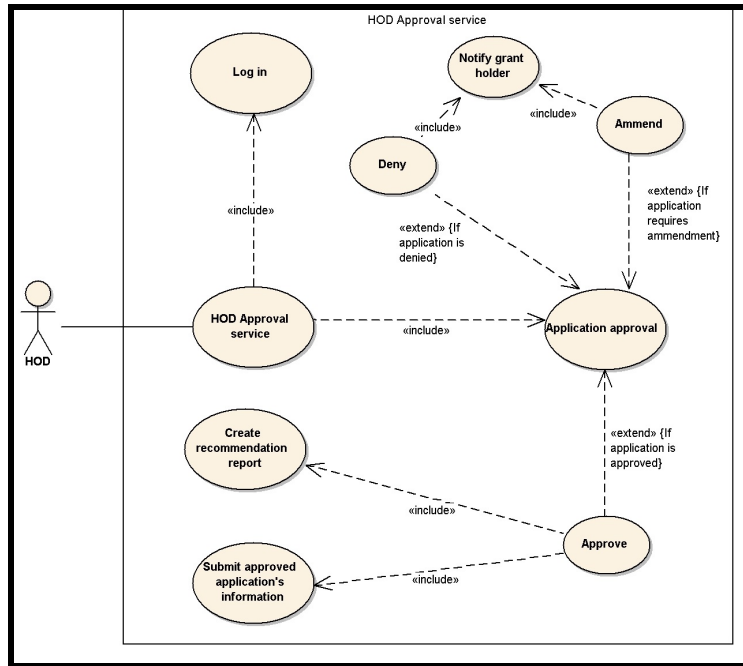 HOD Approval service
Log in
Notify grant
holder
«include»
«include»
Ammend
Deny
«extend» {If
application
requires
ammendment}
«include»
«extend» {If
application is
denied}
HOD Approval
service
«include»
Application approval
HOD
Create
recommendation
report
«extend» {If
application is
approved}
«include»
Approve
Submit approved
application's
information
«include»